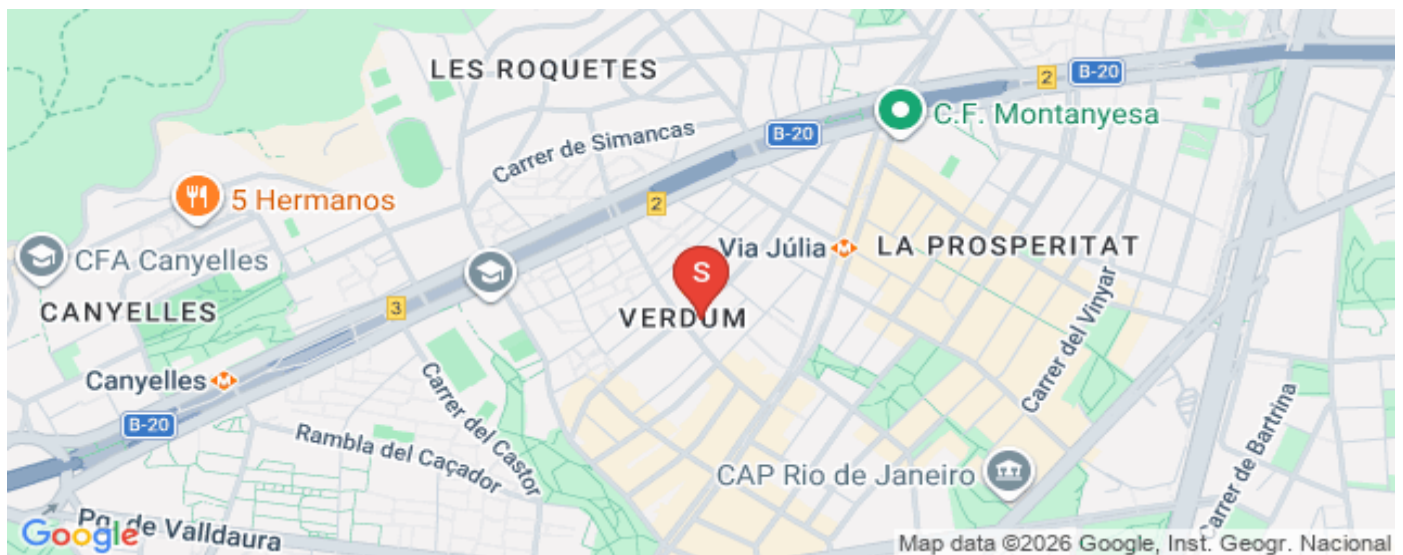 LES ROQUETES
2
B-20
C.F. Montanyesa
B-20
Carrer de Simancas
5 Hermanos
2
Via Júlia
LA PROSPERITAT
CFA Canyelles
S
CANYELLES
3
VERDUM
Carrer del Vinyar
Canyelles
Carrer del Castor
B-20
Rambla del Caçador
Carrer de Bartrina
CAP Rio de Janeiro
Pg. de Valldaura
Google
Map data ©2026 Google, Inst. Geogr. Nacional